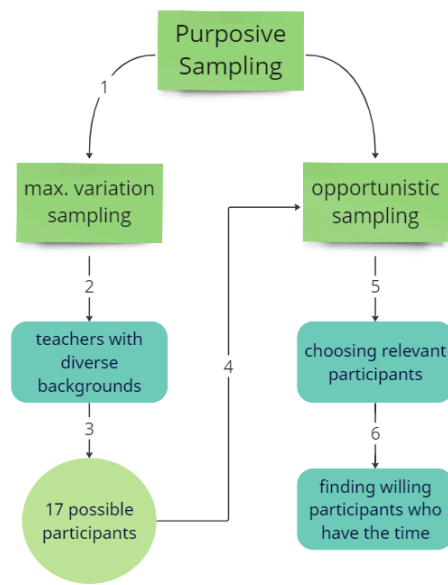 Purposive
Sampling
1
max. variation
sampling
2
teachers with
diverse
backgrounds
3
17 possible
participants
4
opportunistic
sampling
5
choosing relevant
participants
6
finding willing
participants who
have the time